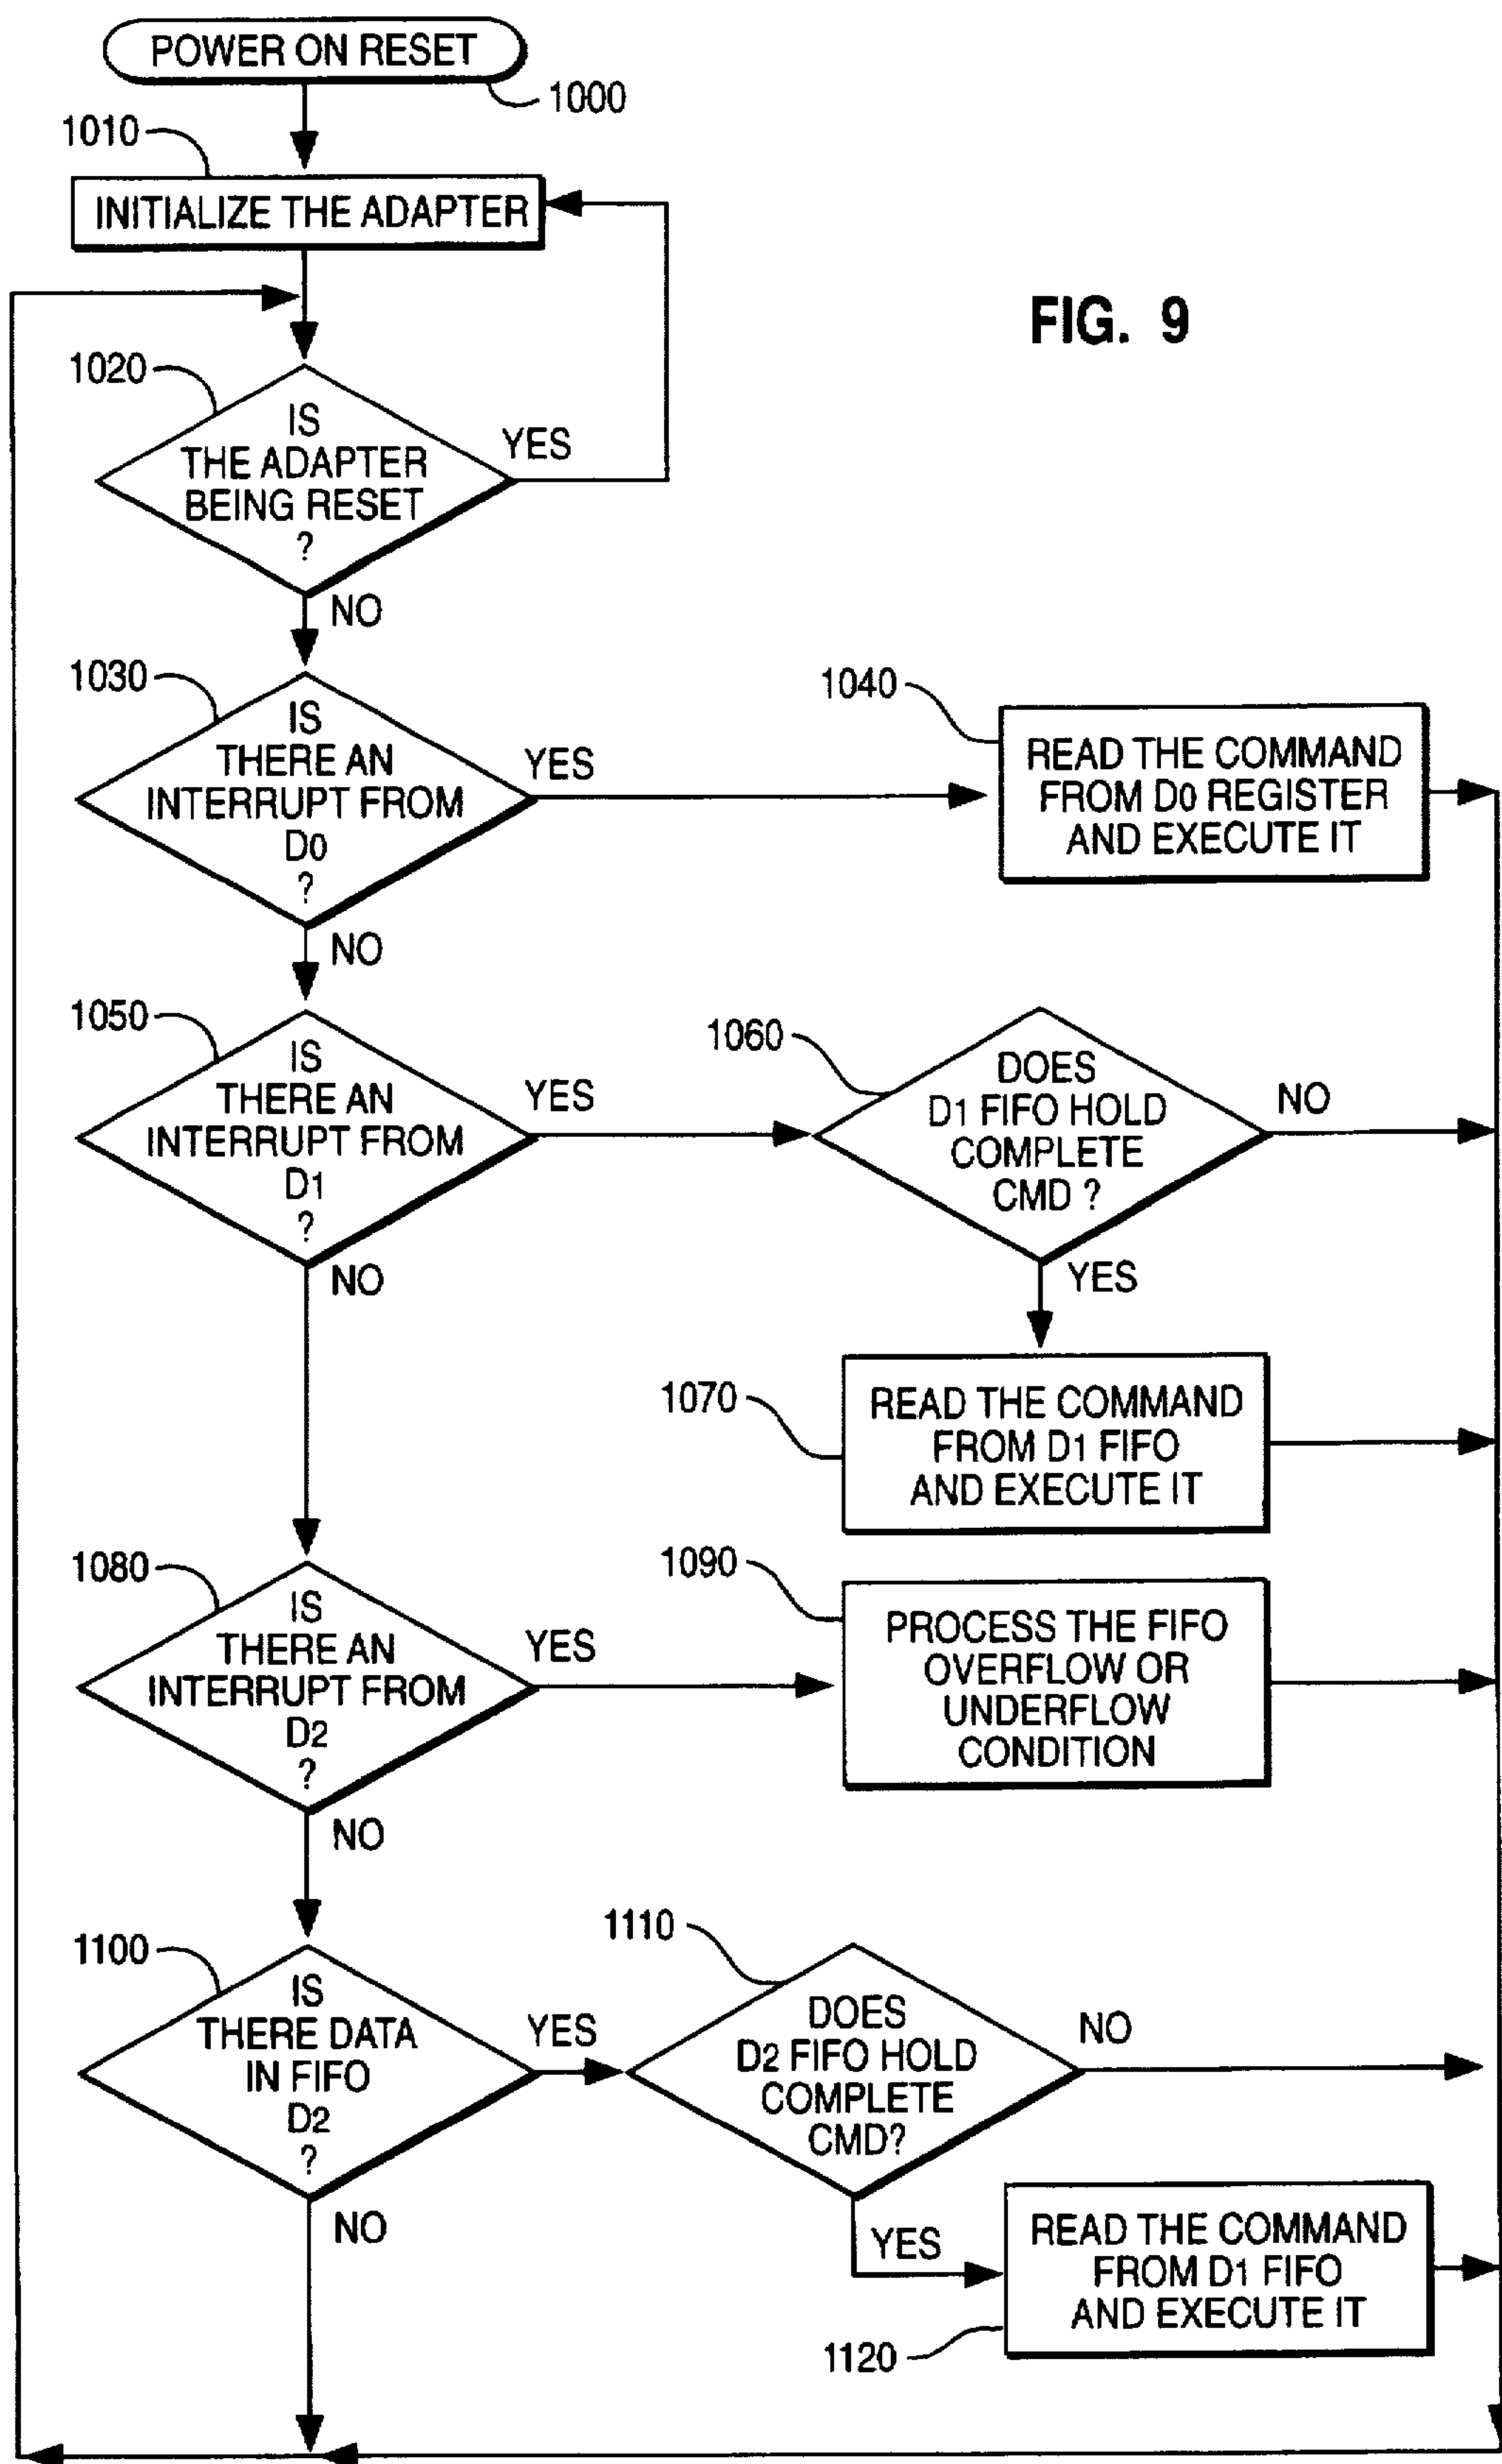 POWER ON RESET
1000
1010
INITIALIZE THE ADAPTER
FIG. 9
1020
IS
THE ADAPTER
BEING RESET
?
YES
NO
1030
IS
THERE AN
INTERRUPT FROM
D0
?
YES
1040
READ THE COMMAND
FROM D0 REGISTER
AND EXECUTE IT
NO
1050
IS
THERE AN
INTERRUPT FROM
D1
?
YES
1060
DOES
D1 FIFO HOLD
COMPLETE
CMD ?
NO
YES
NO
1070
READ THE COMMAND
FROM D1 FIFO
AND EXECUTE IT
1080
IS
THERE AN
INTERRUPT FROM
D2
?
YES
1090
PROCESS THE FIFO
OVERFLOW OR
UNDERFLOW
CONDITION
NO
1100
IS
THERE DATA
IN FIFO
D2
?
YES
1110
DOES
D2 FIFO HOLD
COMPLETE
CMD?
NO
NO
YES
READ THE COMMAND
FROM D1 FIFO
AND EXECUTE IT
1120